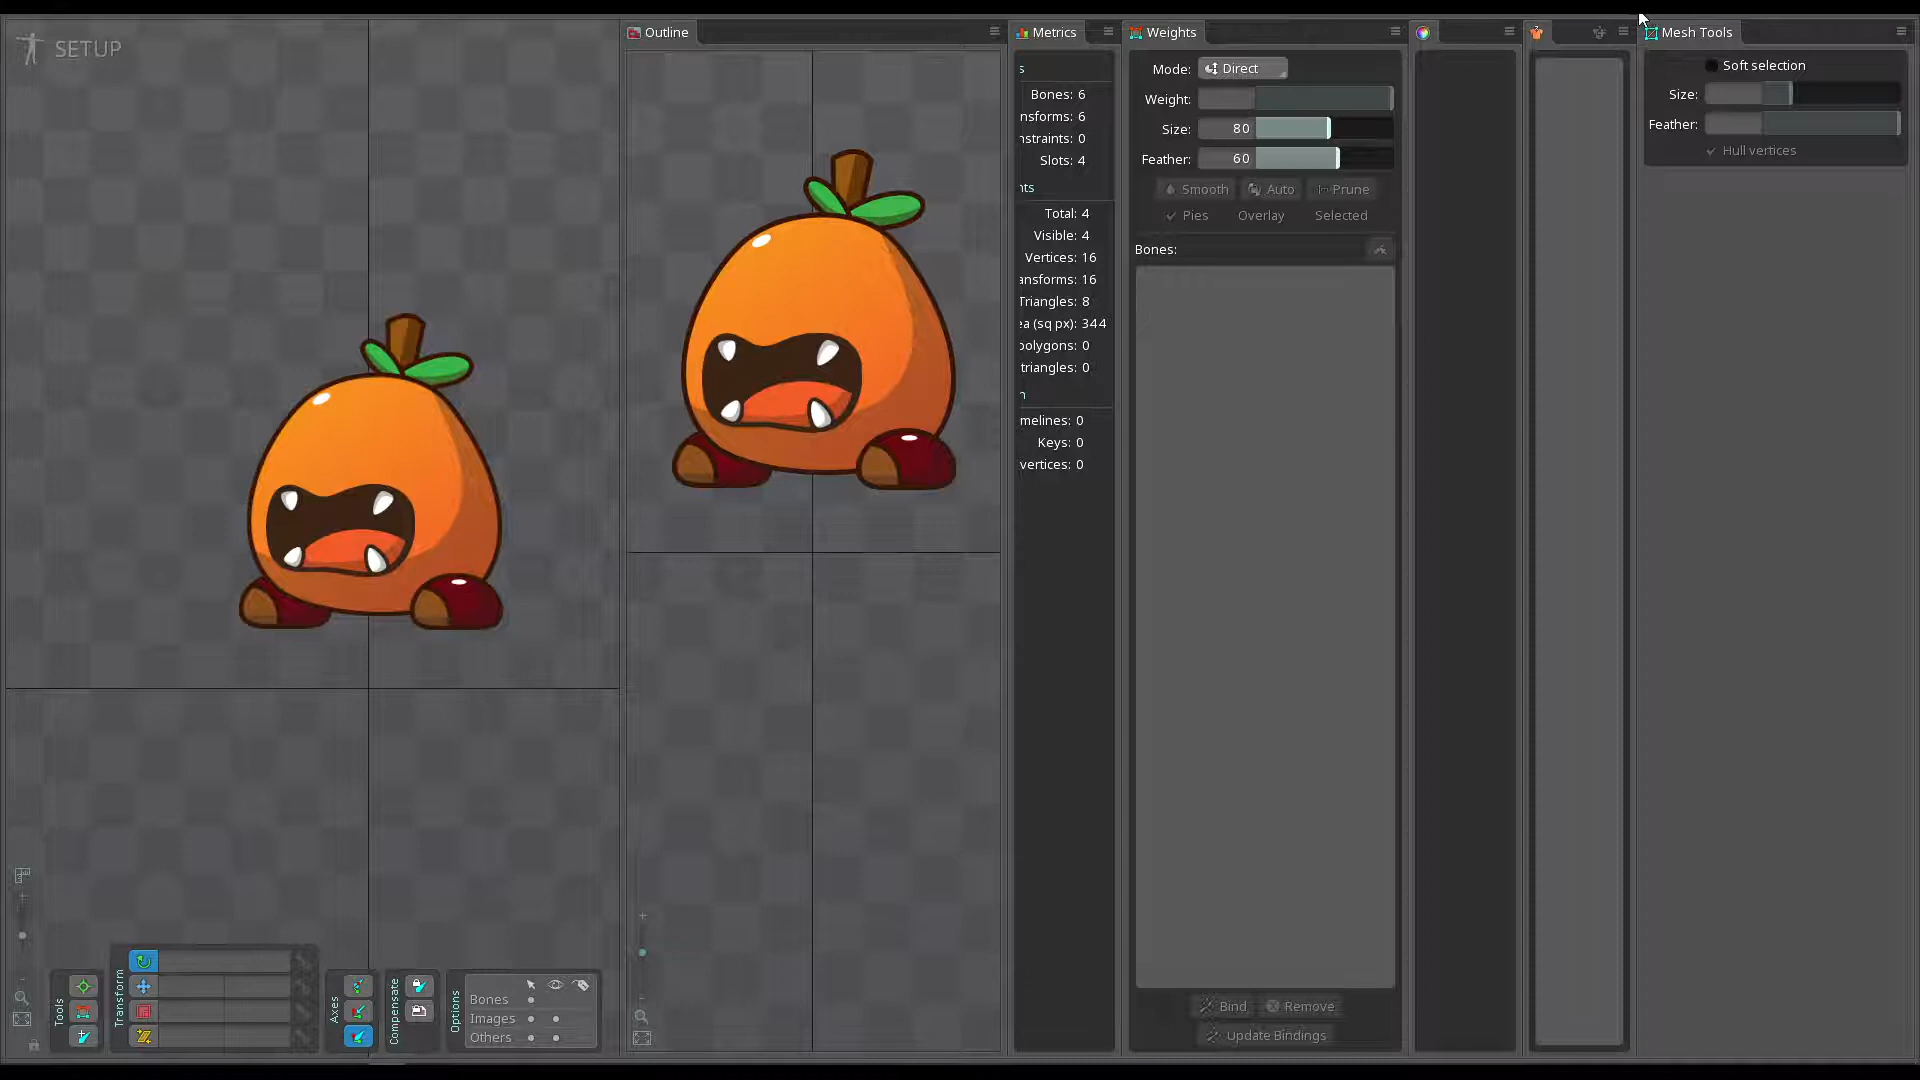 SETUP
Outline
Metrics
Weights
Mesh Tools
s
Bones: 6
nsforms: 6
nstraints: 0
Slots: 4
nts
Total: 4
Visible: 4
Vertices: 16
ansforms: 16
Triangles: 8
ea (sq px): 344
polygons: 0
triangles: 0
n
melines: 0
Keys: 0
vertices: 0
Mode: Direct
Weight:
Size: 80
Feather: 60
Smooth Auto Prune
Pies Overlay Selected
Bones:
Bind Remove
Update Bindings
Soft selection
Size:
Feather:
Hull vertices
Tools
Transform
Axes
Compensate
Options
Bones
Images
Others